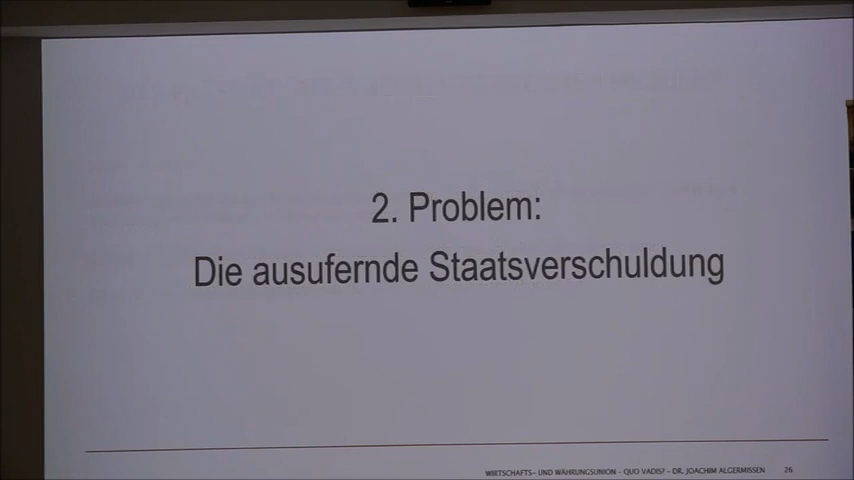 2. Problem:
Die ausufernde Staatsverschuldung
WIRTSCHAFTS- UND WÄHRUNGSUNION - QUO VADIS? - DR. JOACHIM ALGERMISSEN 26